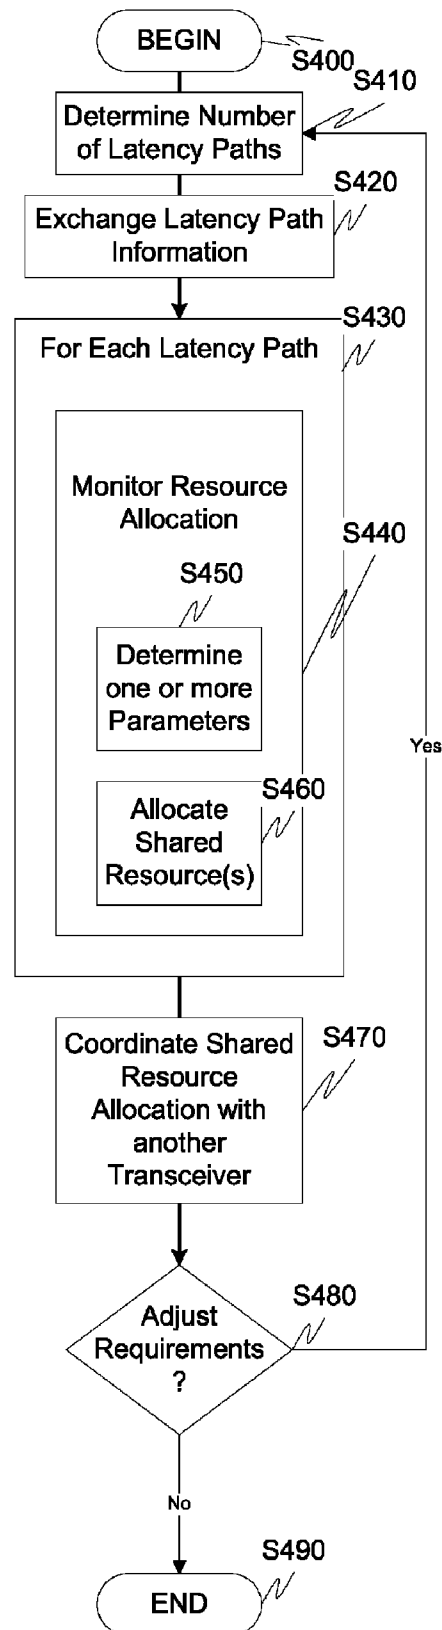 BEGIN
S400
S410
Determine Number
of Latency Paths
S420
Exchange Latency Path
Information
S430
For Each Latency Path
Monitor Resource
Allocation
S440
S450
Determine
one or more
Parameters
Yes
S460
Allocate
Shared
Resource(s)
Coordinate Shared
Resource
Allocation with
another
Transceiver
S470
S480
Adjust
Requirements
?
No
S490
END